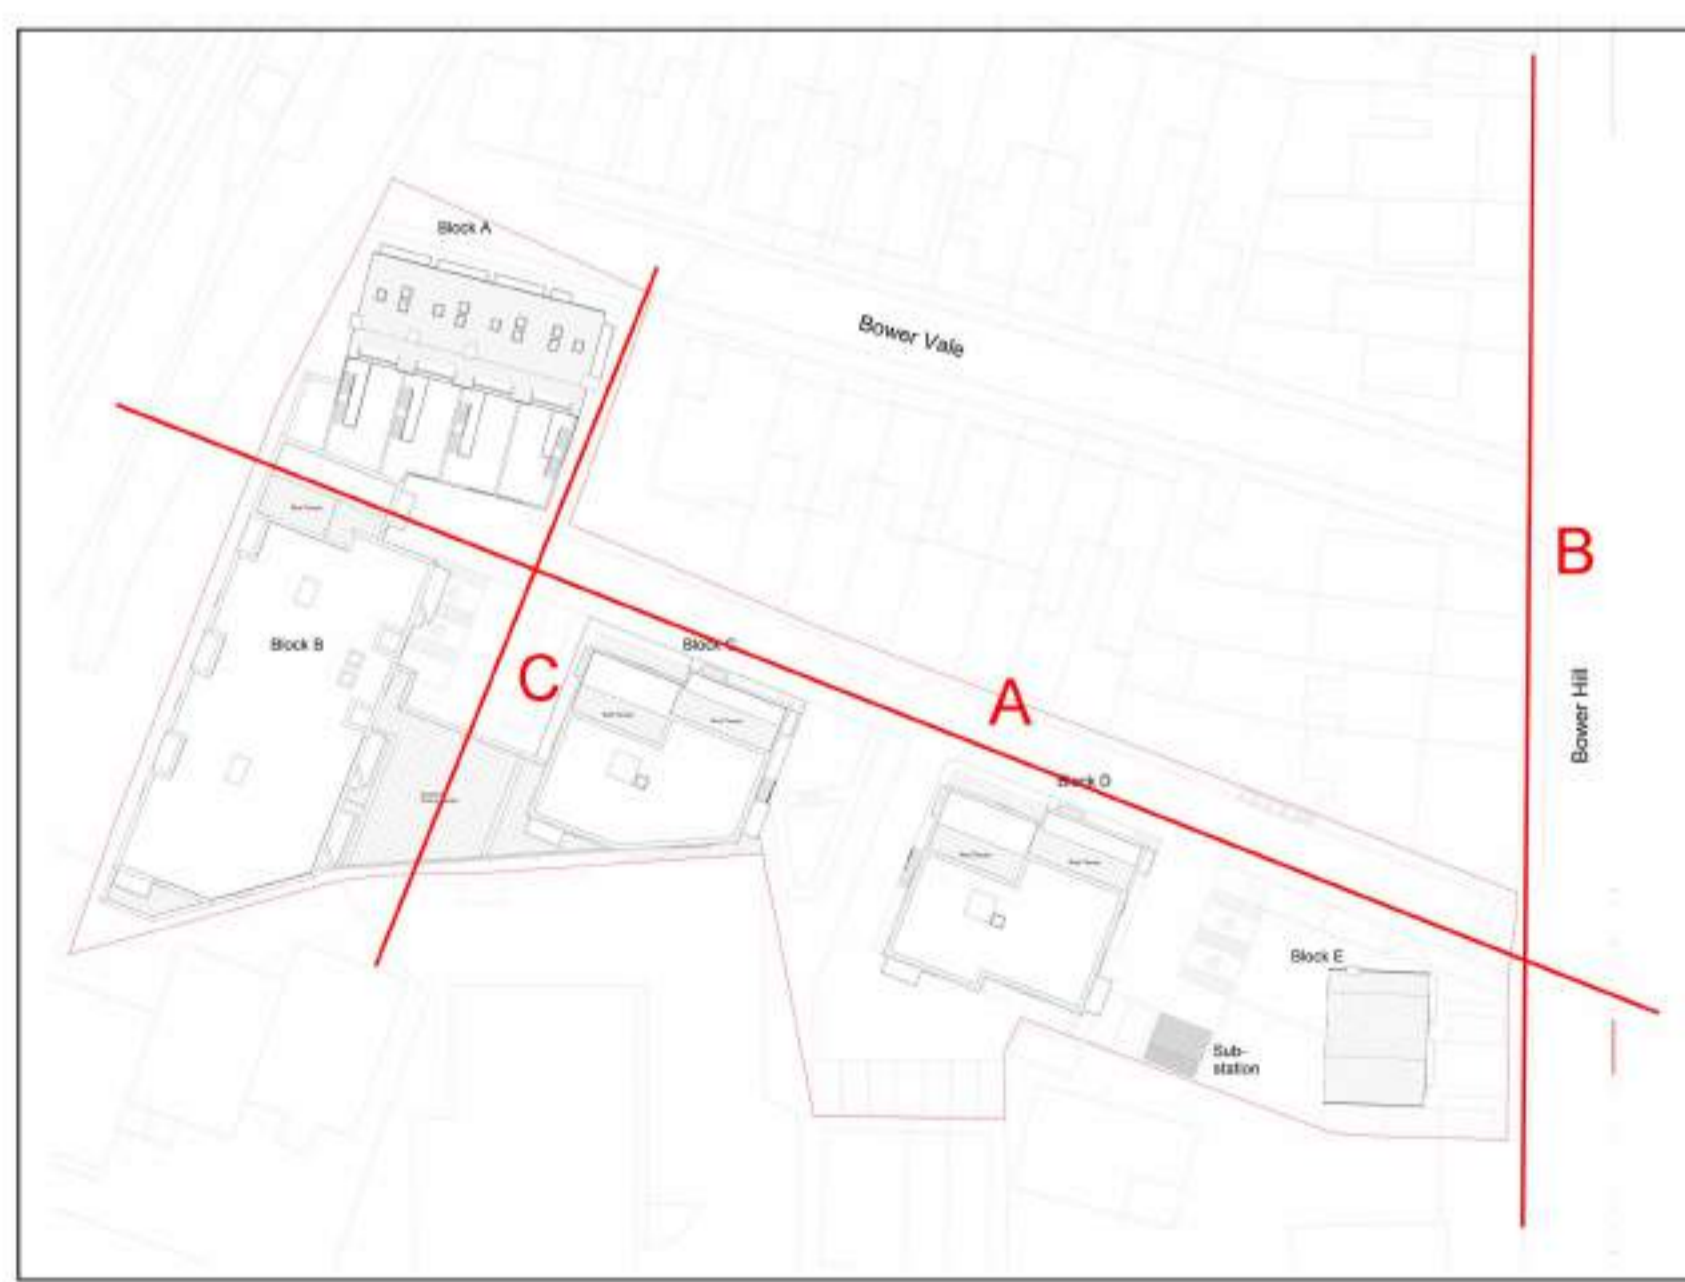 Block A
Bower Vale
B
Block B
C
Block C
A
Bower Hill
Block D
Block E
Sub-
station